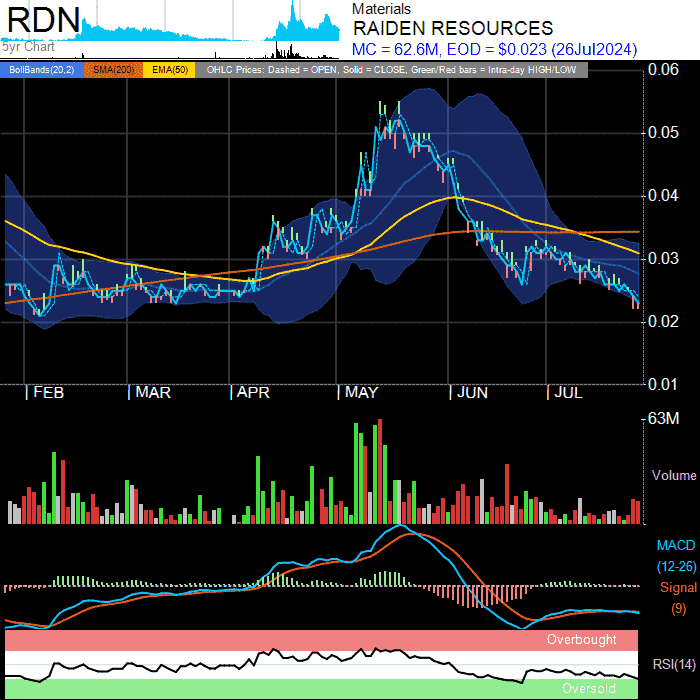 RDN
5yr Chart
Materials
RAIDEN RESOURCES
MC = 62.6M, EOD = $0.023 (26Jul2024)
BollBands(20,2) SMA(200) EMA(50) OHLC Prices: Dashed = OPEN, Solid = CLOSE, Green/Red bars = Intra-day HIGH/LOW
0.06
0.05
0.04
0.03
0.02
0.01
FEB MAR APR MAY JUN JUL
63M
Volume
MACD
(12-26)
Signal
(9)
Overbought
RSI(14)
Oversold